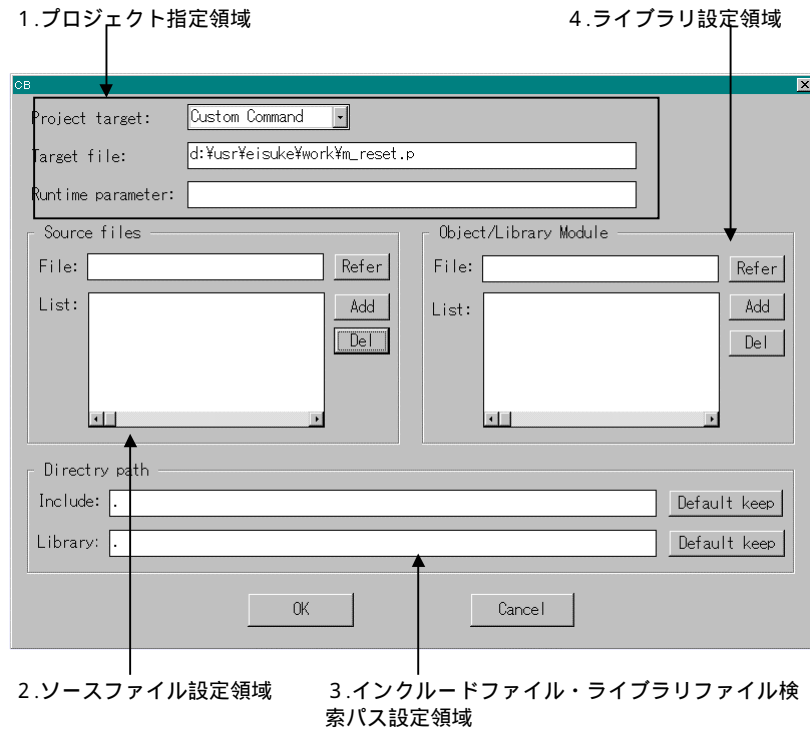 1.プロジェクト指定領域
4.ライブラリ設定領域
CB
Project target: Custom Command
Target file: d:¥usr¥eisuke¥work¥m_reset.p
Runtime parameter:
Source files
File: Refer
List: Add
Del
Object/Library Module
File: Refer
List: Add
Del
Directry path
Include: . Default keep
Library: . Default keep
OK Cancel
2.ソースファイル設定領域
3.インクルードファイル・ライブラリファイル検
索パス設定領域